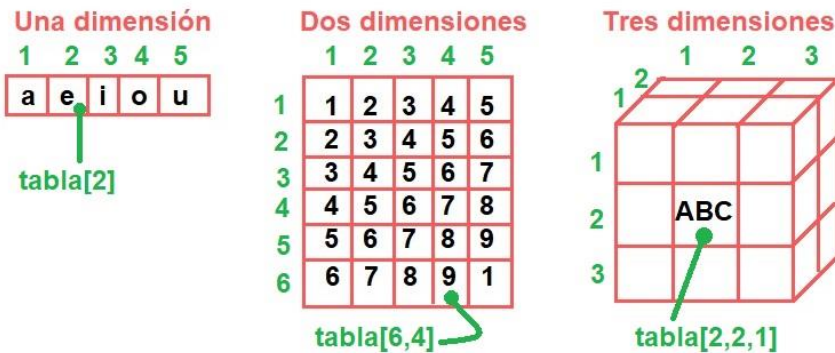 Una dimensión
1 2 3 4 5
a e i o u
tabla[2]
Dos dimensiones
1 2 3 4 5
1 1 2 3 4 5
2 2 3 4 5 6
3 3 4 5 6 7
4 4 5 6 7 8
5 5 6 7 8 9
6 6 7 8 9 1
tabla[6,4]
Tres dimensiones
1 2 3
2
1
1
2 ABC
3
tabla[2,2,1]